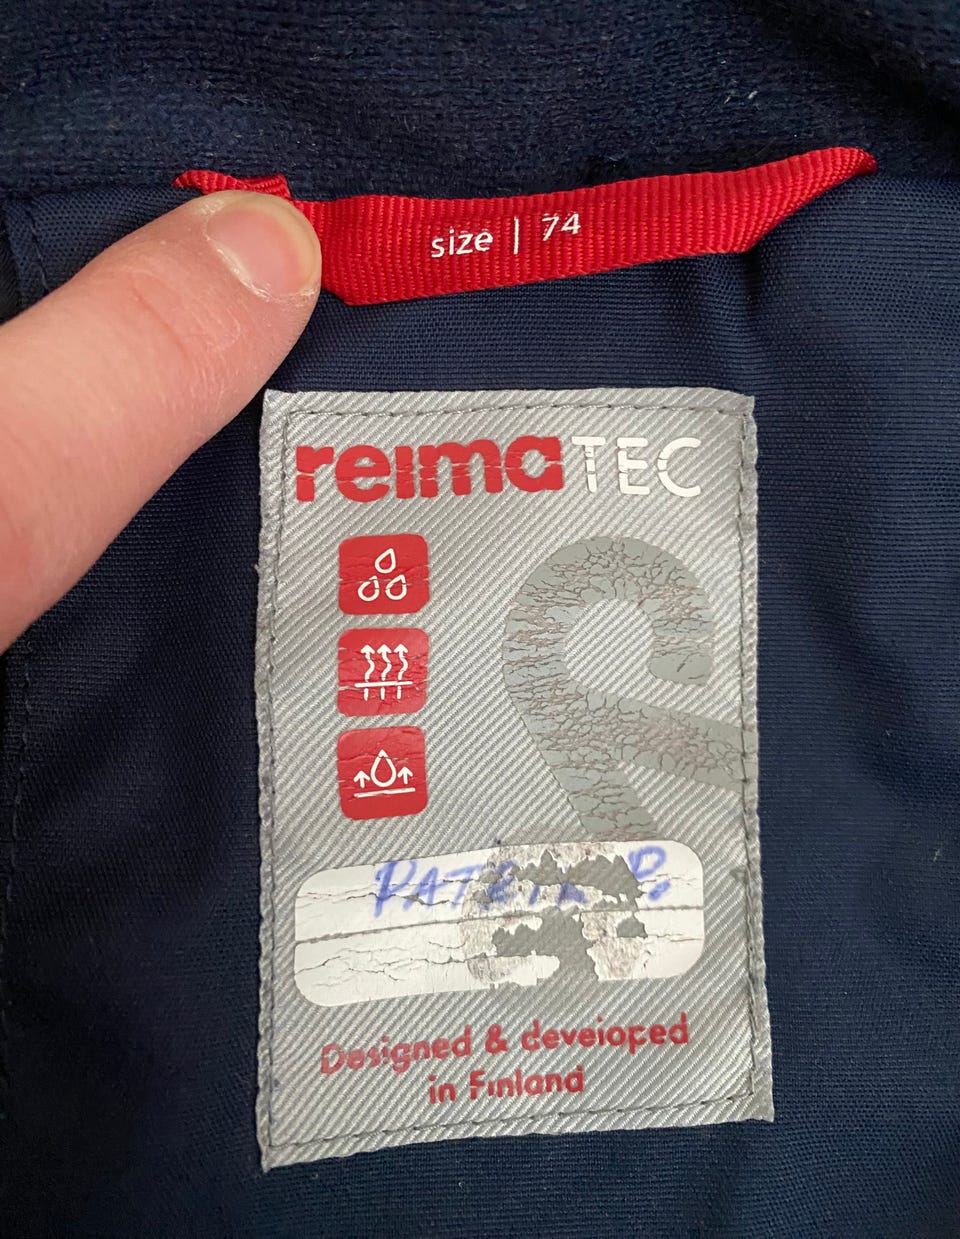 size | 74
reimaTEC
P.
Designed & developed
in Finland